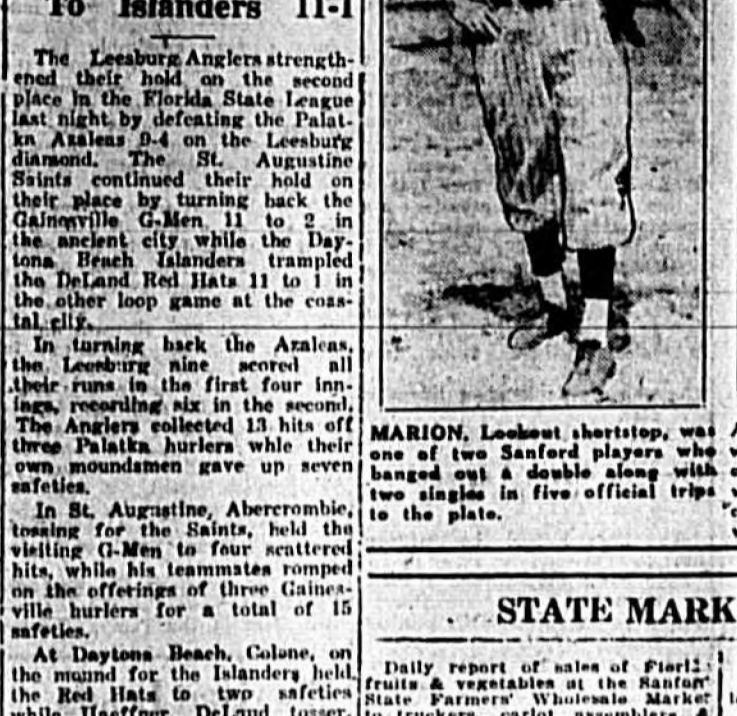 To Islanders 11-1
The Leesburg Anglers strength-
ened their hold on the second
place in the Florida State League
last night by defeating the Palat-
ka Azaleas 9-4 on the Leesburg
diamond. The St. Augustine
Saints continued their hold on
their place by turning back the
Gainesville G-Men 11 to 2 in
the ancient city while the Day-
tona Beach Islanders trampled
the DeLand Red Hats 11 to 1 in
the other loop game at the coas-
tal city.
In turning back the Azaleas,
the Leesburg nine scored all
their runs in the first four inn-
ings, recording six in the second.
The Anglers collected 13 hits off
three Palatka hurlers whle their
own moundsmen gave up seven
safeties.
In St. Augustine, Abercrombie,
tossing for the Saints, held the
visiting G-Men to four scattered
hits, while his teammates romped
on the offerings of three Gaines-
ville hurlers for a total of 15
safeties.
At Daytona Beach, Colone, on
the mound for the Islanders held
the Red Hats to two safeties
while Haeffner, DeLand tosser,
MARION, Lookout shortstop, was
one of two Sanford players who
banged out a double along with
two singles in five official trips
to the plate.
STATE MARK
Daily report of sales of
fruits & vegetables at the Sanford
State Farmers' Wholesale Market
to truckers, carlot assemblers &